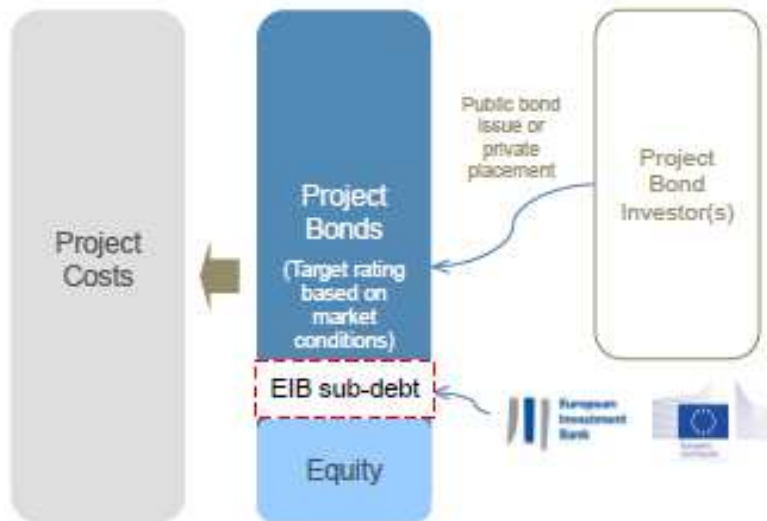 Project
Costs
Project
Bonds
(Target rating
based on
market
conditions)
EIB sub-debt
Equity
Public bond
issue or
private
placement
Project
Bond
Investor(s)
European
Investment
Bank